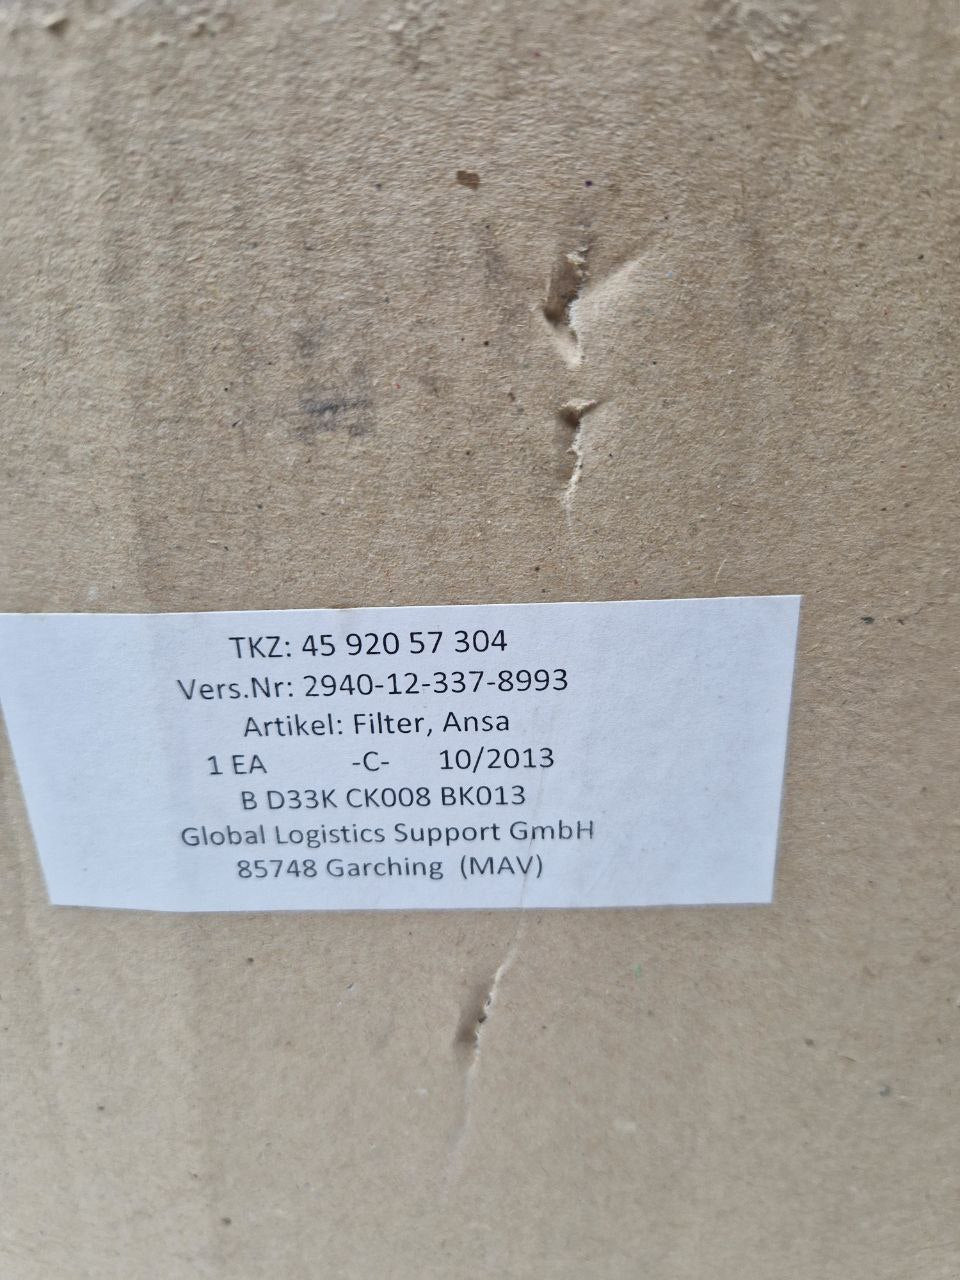 TKZ: 45 920 57 304
Vers.Nr: 2940-12-337-8993
Artikel: Filter, Ansa
1 EA -C- 10/2013
B D33K CK008 BK013
Global Logistics Support GmbH
85748 Garching (MAV)